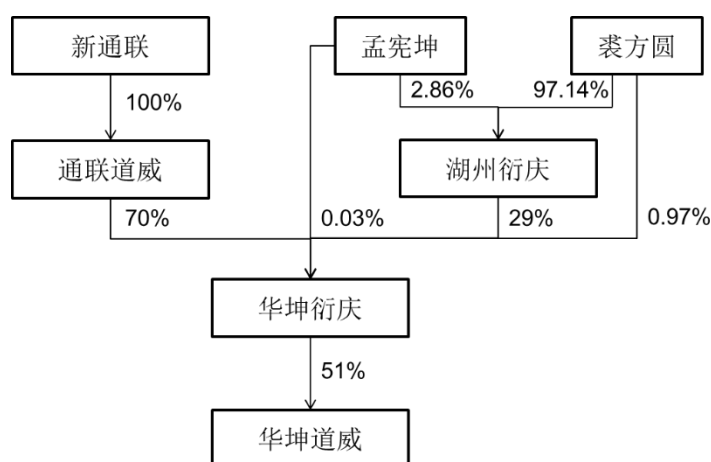 新通联
孟宪坤
裘方圆
100%
2.86%
97.14%
通联道威
湖州衍庆
70%
0.03%
29%
0.97%
华坤衍庆
51%
华坤道威